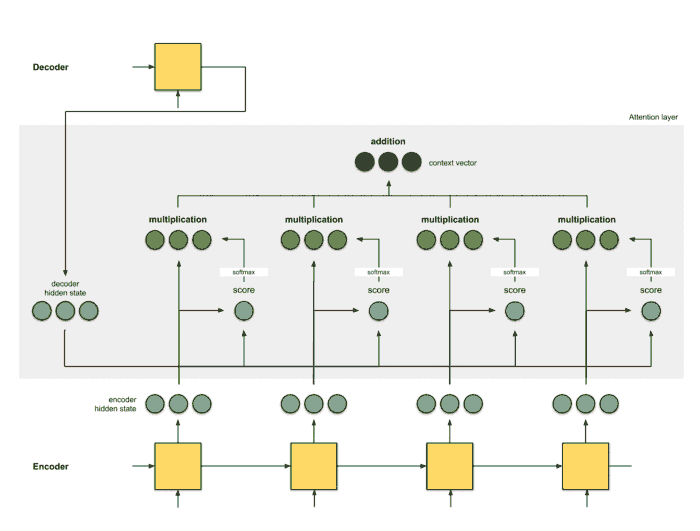 Decoder
Attention layer
addition
context vector
multiplication
multiplication
multiplication
multiplication
softmax
softmax
softmax
softmax
decoder
hidden state
score
score
score
score
encoder
hidden state
Encoder